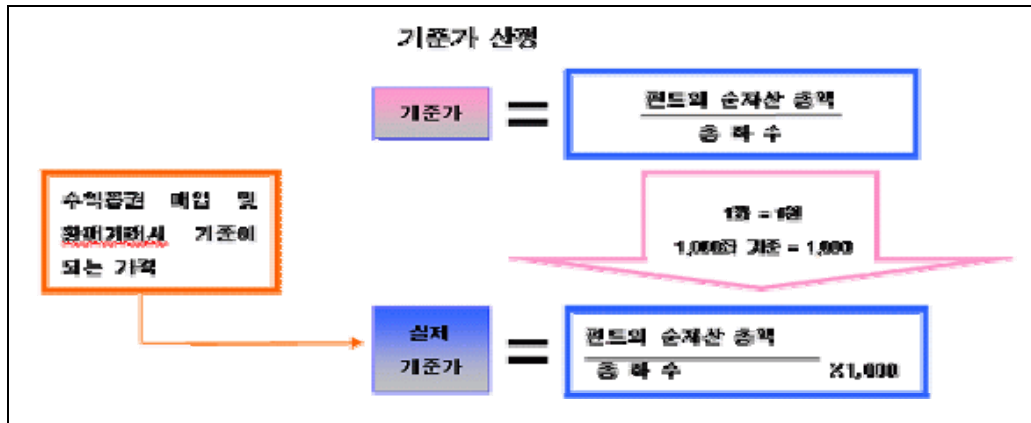 기준가 산정
기준가
=
펀드의 순자산 총액
총 좌 수
수익증권 매입 및
환매거래시 기준이
되는 가격
1좌 = 1원
1,000좌 기준 = 1,000
실제
기준가
=
펀드의 순자산 총액
총 좌 수 X1,000